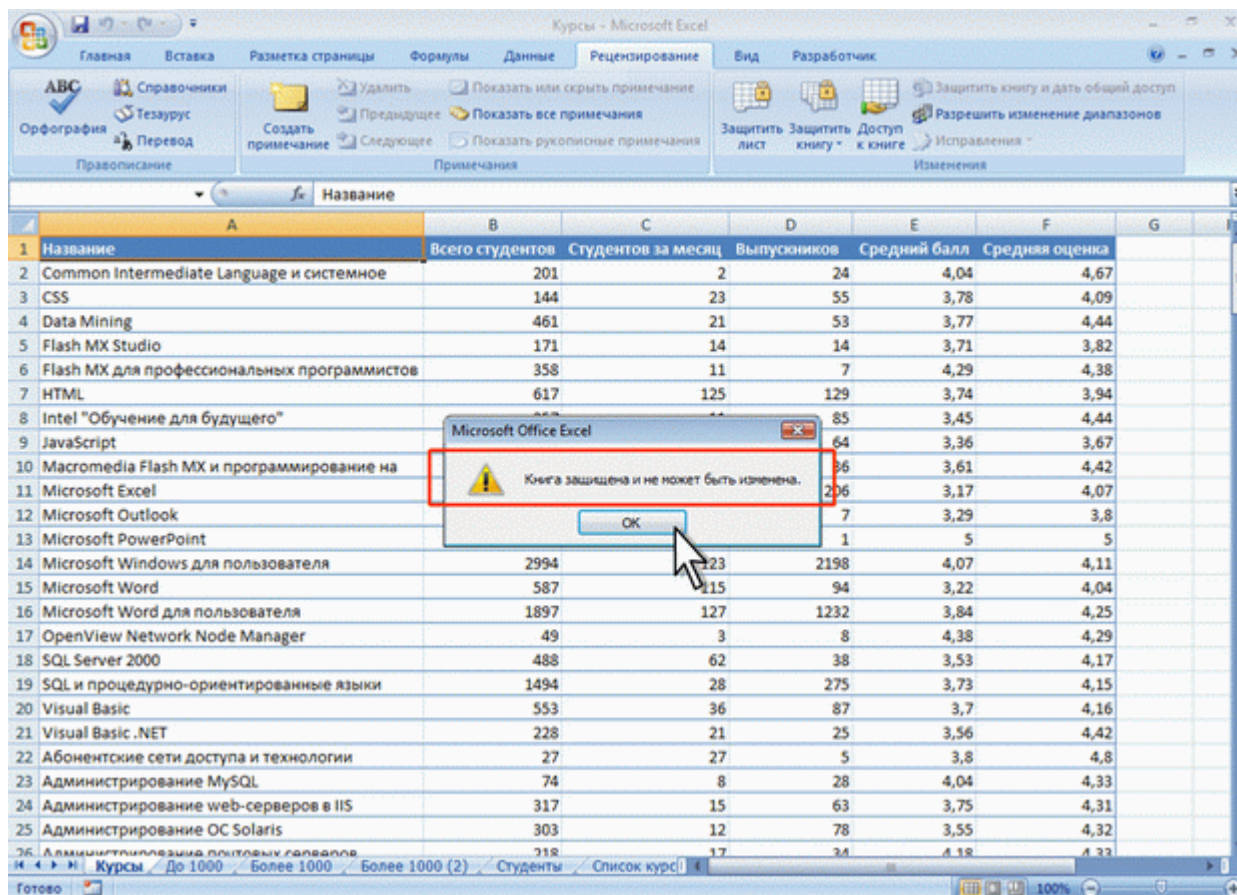 Курсы - Microsoft Excel
Главная Вставка Разметка страницы Формулы Данные Рецензирование Вид Разработчик
ABC Справочники Удалить Показать или скрыть примечание Защитить книгу и дать общий доступ
Тезаурус Предыдущее Показать все примечания Разрешить изменение диапазонов
Орфография Перевод Создать примечание Следующее Показать рукописные примечания Защитить лист Защитить книгу Доступ к книге Исправления
Правописание Примечания Изменения
fx Название
A B C D E F G
1 Название Всего студентов Студентов за месяц Выпускников Средний балл Средняя оценка
2 Common Intermediate Language и системное 201 2 24 4,04 4,67
3 CSS 144 23 55 3,78 4,09
4 Data Mining 461 21 53 3,77 4,44
5 Flash MX Studio 171 14 14 3,71 3,82
6 Flash MX для профессиональных программистов 358 11 7 4,29 4,38
7 HTML 617 125 129 3,74 3,94
8 Intel "Обучение для будущего" 85 3,45 4,44
Microsoft Office Excel
9 JavaScript 64 3,36 3,67
10 Macromedia Flash MX и программирование на 36 3,61 4,42
Книга защищена и не может быть изменена.
11 Microsoft Excel 206 3,17 4,07
12 Microsoft Outlook 7 3,29 3,8
OK
13 Microsoft PowerPoint 1 5 5
14 Microsoft Windows для пользователя 2994 223 2198 4,07 4,11
15 Microsoft Word 587 115 94 3,22 4,04
16 Microsoft Word для пользователя 1897 127 1232 3,84 4,25
17 OpenView Network Node Manager 49 3 8 4,38 4,29
18 SQL Server 2000 488 62 38 3,53 4,17
19 SQL и процедурно-ориентированные языки 1494 28 275 3,73 4,15
20 Visual Basic 553 36 87 3,7 4,16
21 Visual Basic .NET 228 21 25 3,56 4,42
22 Абонентские сети доступа и технологии 27 27 5 3,8 4,8
23 Администрирование MySQL 74 8 28 4,04 4,33
24 Администрирование web-серверов в IIS 317 15 63 3,75 4,31
25 Администрирование ОС Solaris 303 12 78 3,55 4,32
26 Администрирование почтовых серверов 218 17 34 4,18 4,33
Курсы До 1000 Более 1000 Более 1000 (2) Студенты Список курс
Готово 100%